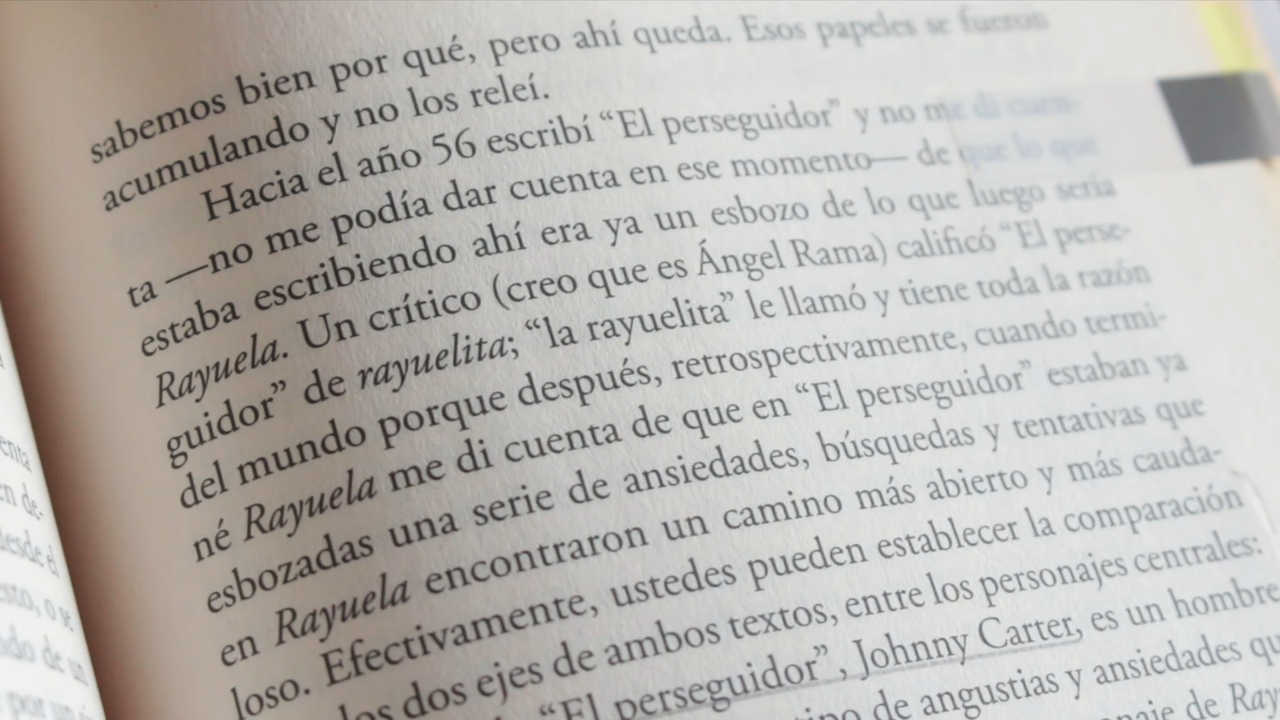 sabemos bien por qué, pero ahí queda. Esos papeles se fueron
acumulando y no los releí.
Hacia el año 56 escribí “El perseguidor” y no me di cuen-
ta —no me podía dar cuenta en ese momento— de que lo que
estaba escribiendo ahí era ya un esbozo de lo que luego sería
Rayuela. Un crítico (creo que es Ángel Rama) calificó “El perse-
guidor” de rayuelita; “la rayuelita” le llamó y tiene toda la razón
del mundo porque después, retrospectivamente, cuando termi-
né Rayuela me di cuenta de que en “El perseguidor” estaban ya
esbozadas una serie de ansiedades, búsquedas y tentativas que
en Rayuela encontraron un camino más abierto y más cauda-
loso. Efectivamente, ustedes pueden establecer la comparación
los dos ejes de ambos textos, entre los personajes centrales:
“El perseguidor”, Johnny Carter, es un hombre
de angustias y ansiedades
de